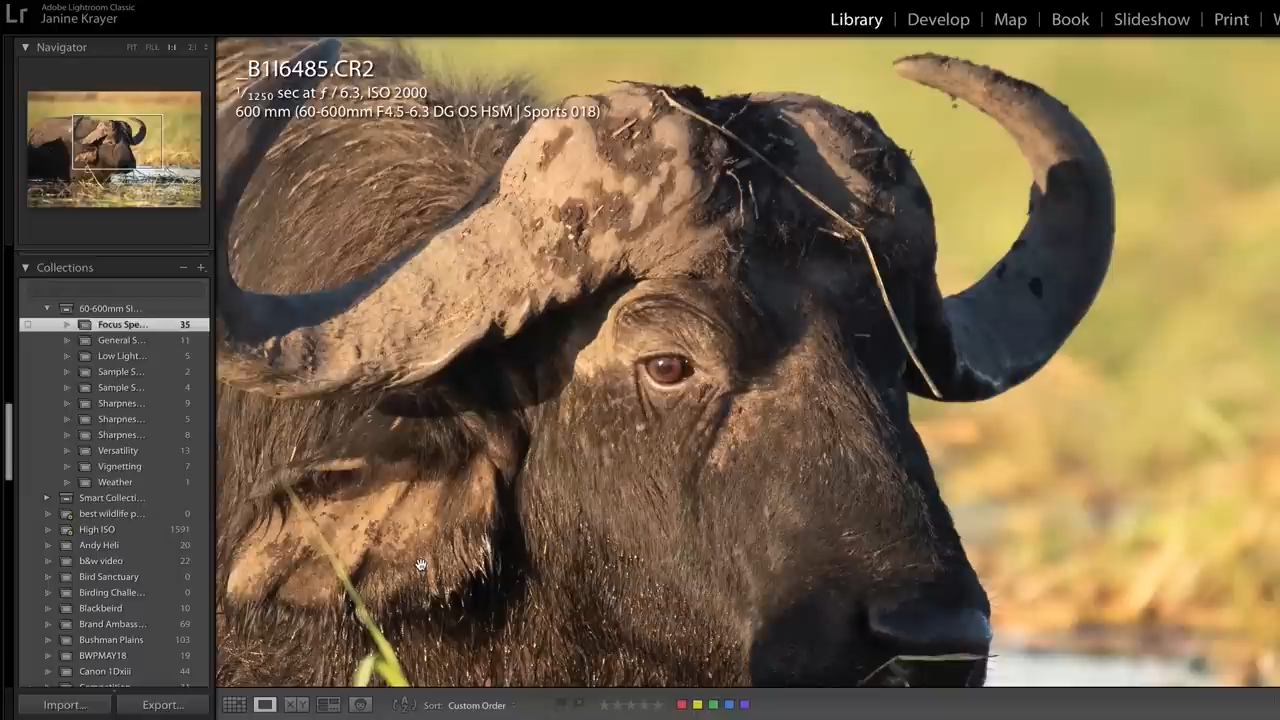 Lr
Adobe Lightroom Classic
Janine Krayer
Library | Develop | Map | Book | Slideshow | Print |
Navigator FIT FILL 1:1 2:1
_B1I6485.CR2
1/1250 sec at ƒ / 6.3, ISO 2000
600 mm (60-600mm F4.5-6.3 DG OS HSM | Sports 018)
Collections
60-600mm SI...
Focus Spe... 35
General S... 11
Low Light... 5
Sample S... 2
Sample S... 4
Sharpnes... 9
Sharpnes... 5
Sharpnes... 8
Versatility 13
Vignetting 7
Weather 1
Smart Collecti...
best wildlife p... 0
High ISO 1591
Andy Heli 20
b&w video 22
Bird Sanctuary 0
Birding Challe... 0
Blackbeird 10
Brand Ambass... 69
Bushman Plains 103
BWPMAY18 19
Canon 1Dxiii 44
Import... Export...
Sort: Custom Order